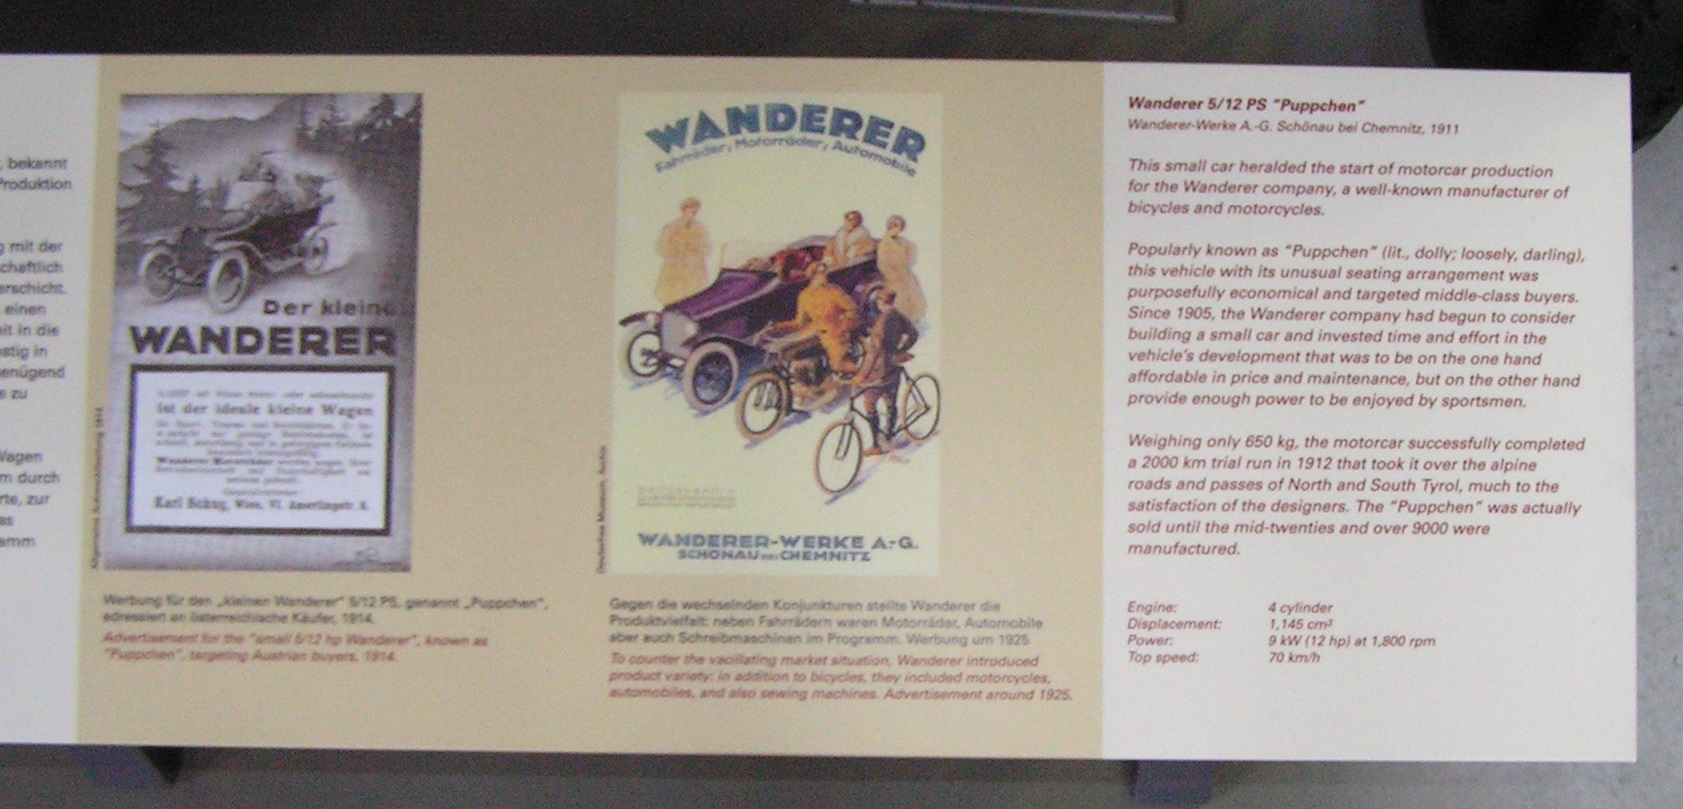 bekannt
Produktion
mit der
chaftlich
erschicht.
einen
eit in die
enügend
zu
Wagen
durch
zur
Der kleine
WANDERER
ist der ideale kleine Wagen
Wanderer Motorräder
Karl Schug, Wien, VI. Amerlingstr. 8.
Werbung für den „kleinen Wanderer“ 5/12 PS, genannt „Puppchen“,
adressiert an österreichische Käufer, 1914.
Advertisement for the "small 5/12 hp Wanderer", known as
"Puppchen", targeting Austrian buyers, 1914.
WANDERER
Fahrräder, Motorräder, Automobile
WANDERER-WERKE A.-G.
SCHÖNAU BEI CHEMNITZ
Gegen die wechselnden Konjunkturen stellte Wanderer die
Produktvielfalt: neben Fahrrädern waren Motorräder, Automobile
aber auch Schreibmaschinen im Programm. Werbung um 1925
To counter the vacillating market situation, Wanderer introduced
product variety: in addition to bicycles, they included motorcycles,
automobiles, and also sewing machines. Advertisement around 1925.
Wanderer 5/12 PS "Puppchen"
Wanderer-Werke A.-G. Schönau bei Chemnitz, 1911
This small car heralded the start of motorcar production
for the Wanderer company, a well-known manufacturer of
bicycles and motorcycles.
Popularly known as "Puppchen" (lit., dolly; loosely, darling),
this vehicle with its unusual seating arrangement was
purposefully economical and targeted middle-class buyers.
Since 1905, the Wanderer company had begun to consider
building a small car and invested time and effort in the
vehicle's development that was to be on the one hand
affordable in price and maintenance, but on the other hand
provide enough power to be enjoyed by sportsmen.
Weighing only 650 kg, the motorcar successfully completed
a 2000 km trial run in 1912 that took it over the alpine
roads and passes of North and South Tyrol, much to the
satisfaction of the designers. The "Puppchen" was actually
sold until the mid-twenties and over 9000 were
manufactured.
Engine: 4 cylinder
Displacement: 1,145 cm³
Power: 9 kW (12 hp) at 1,800 rpm
Top speed: 70 km/h